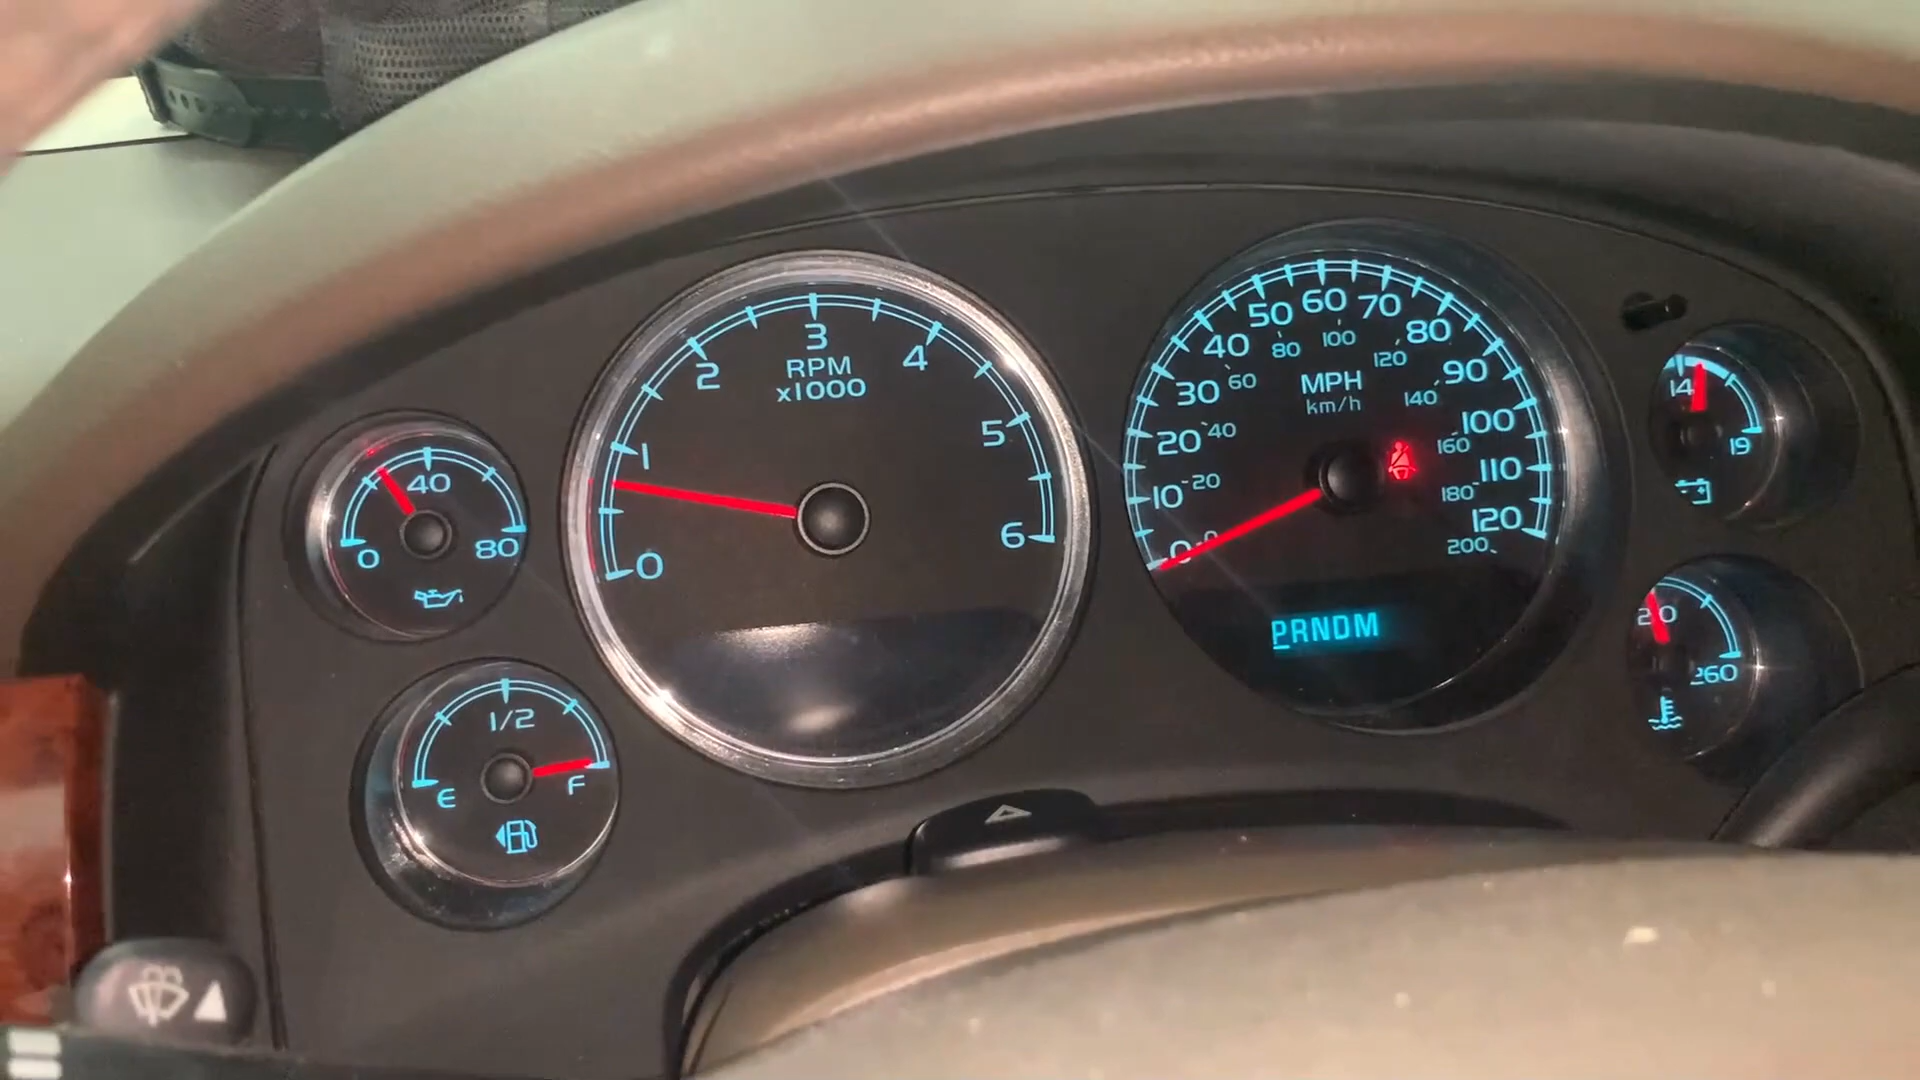 0 40 80
E 1/2 F
0 1 2 3 4 5 6
RPM
x1000
0 10 20 30 40 50 60 70 80 90 100 110 120
0 20 40 60 80 100 120 140 160 180 200
MPH
km/h
PRNDM
14 19
210 260